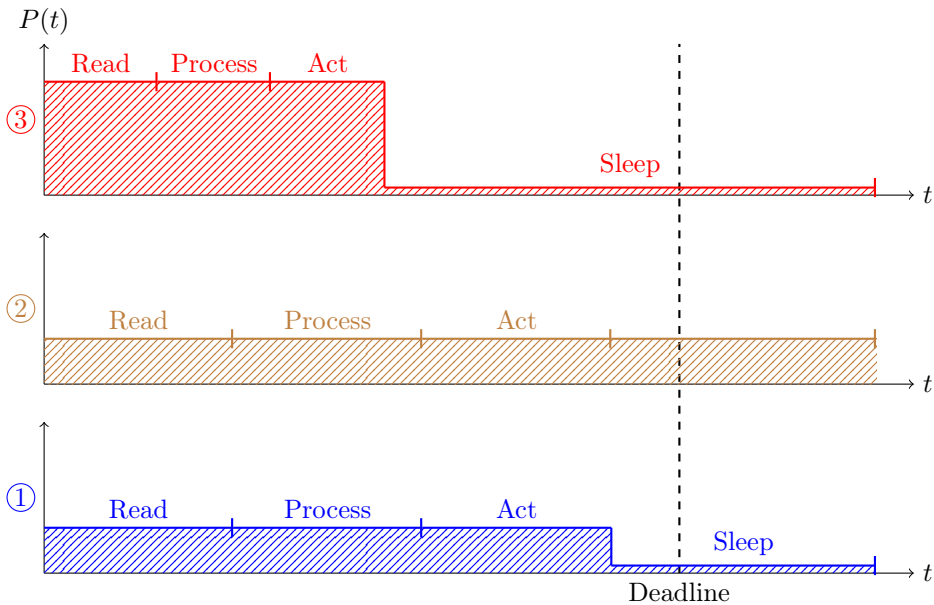 P(t)
Read Process Act
③
Sleep
t
Read Process Act
②
t
Read Process Act
①
Sleep
t
Deadline